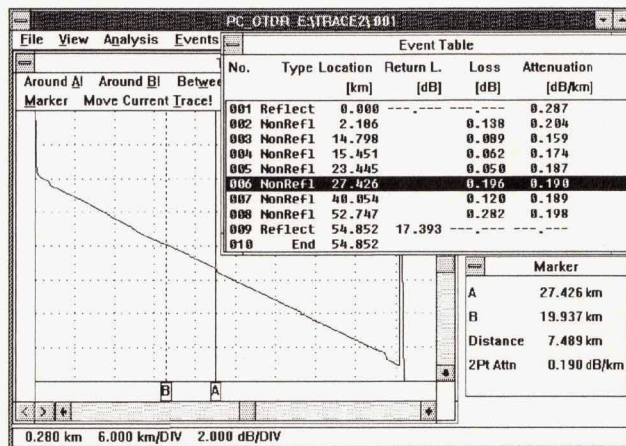 PC_OTDR E:\TRACE2\001
File View Analysis Events
Event Table
No. Type Location Return L. Loss Attenuation
[km] [dB] [dB] [dB/km]
001 Reflect 0.000 ---.--- ---.--- 0.287
002 NonRefl 2.186 0.138 0.204
003 NonRefl 14.798 0.089 0.159
004 NonRefl 15.451 0.062 0.174
005 NonRefl 23.445 0.050 0.187
006 NonRefl 27.426 0.196 0.190
007 NonRefl 40.054 0.120 0.189
008 NonRefl 52.747 0.282 0.198
009 Reflect 54.852 17.393 ---.--- ---.---
010 End 54.852
T
Around A! Around B! Betwee
Marker Move Current Trace!
B A
Marker
A 27.426 km
B 19.937 km
Distance 7.489 km
2Pt Attn 0.190 dB/km
0.280 km 6.000 km/DIV 2.000 dB/DIV